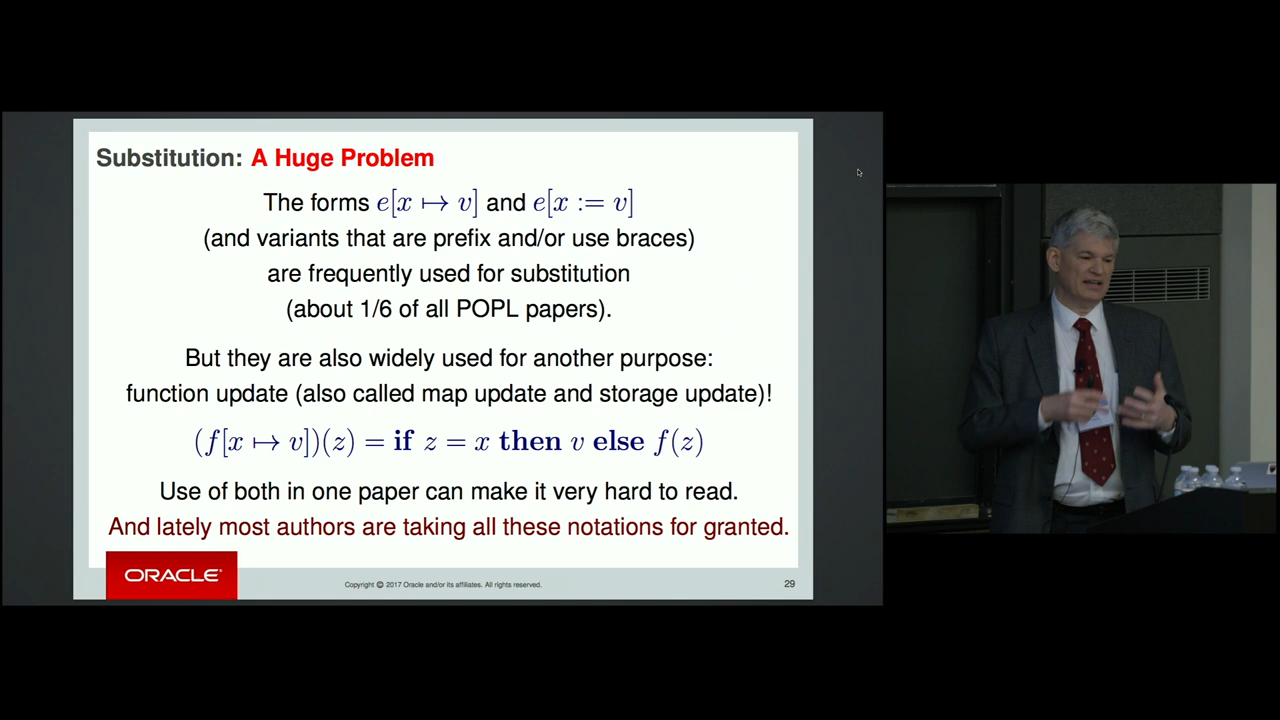 Substitution: A Huge Problem
The forms e[x ↦ v] and e[x := v]
(and variants that are prefix and/or use braces)
are frequently used for substitution
(about 1/6 of all POPL papers).
But they are also widely used for another purpose:
function update (also called map update and storage update)!
(f[x ↦ v])(z) = if z = x then v else f(z)
Use of both in one paper can make it very hard to read.
And lately most authors are taking all these notations for granted.
ORACLE®
Copyright © 2017 Oracle and/or its affiliates. All rights reserved.
29